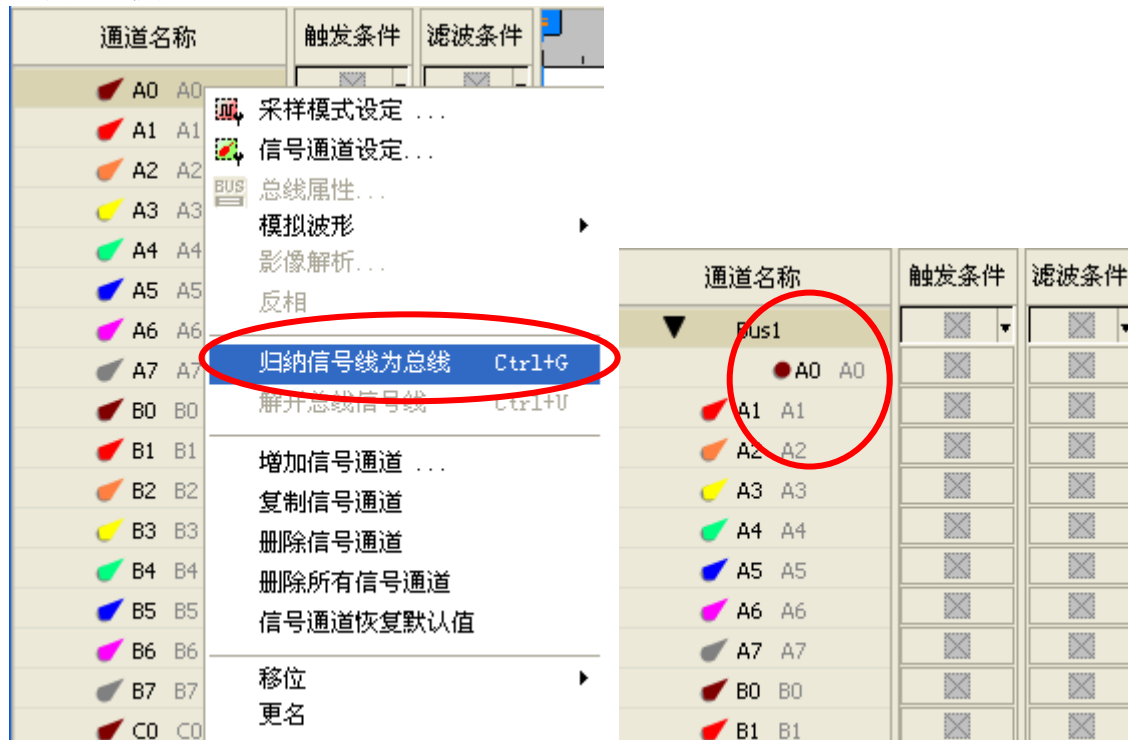 通道名称 触发条件 滤波条件
A0 A0
A1 A1
A2 A2
A3 A3
A4 A4
A5 A5
A6 A6
A7 A7
B0 B0
B1 B1
B2 B2
B3 B3
B4 B4
B5 B5
B6 B6
B7 B7
C0 C0
采样模式设定 ...
信号通道设定...
BUS 总线属性...
模拟波形
影像解析...
反相
归纳信号线为总线 Ctrl+G
解开总线信号线 Ctrl+U
增加信号通道 ...
复制信号通道
删除信号通道
删除所有信号通道
信号通道恢复默认值
移位
更名
通道名称 触发条件 滤波条件
Bus1
A0 A0
A1 A1
A2 A2
A3 A3
A4 A4
A5 A5
A6 A6
A7 A7
B0 B0
B1 B1